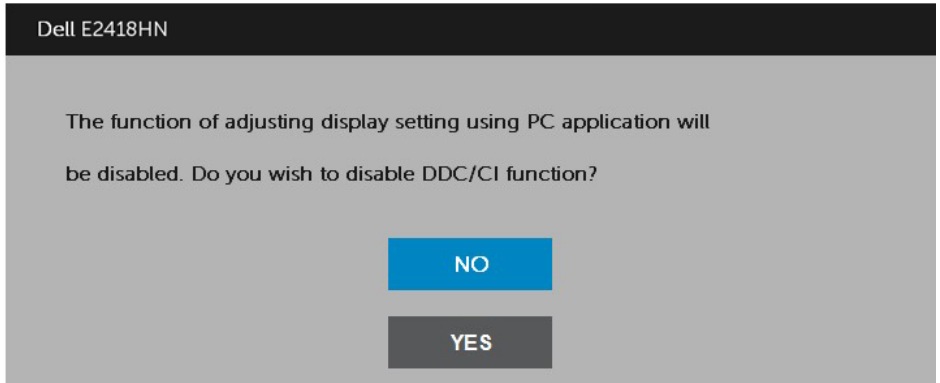 Dell E2418HN
The function of adjusting display setting using PC application will
be disabled. Do you wish to disable DDC/CI function?
NO
YES